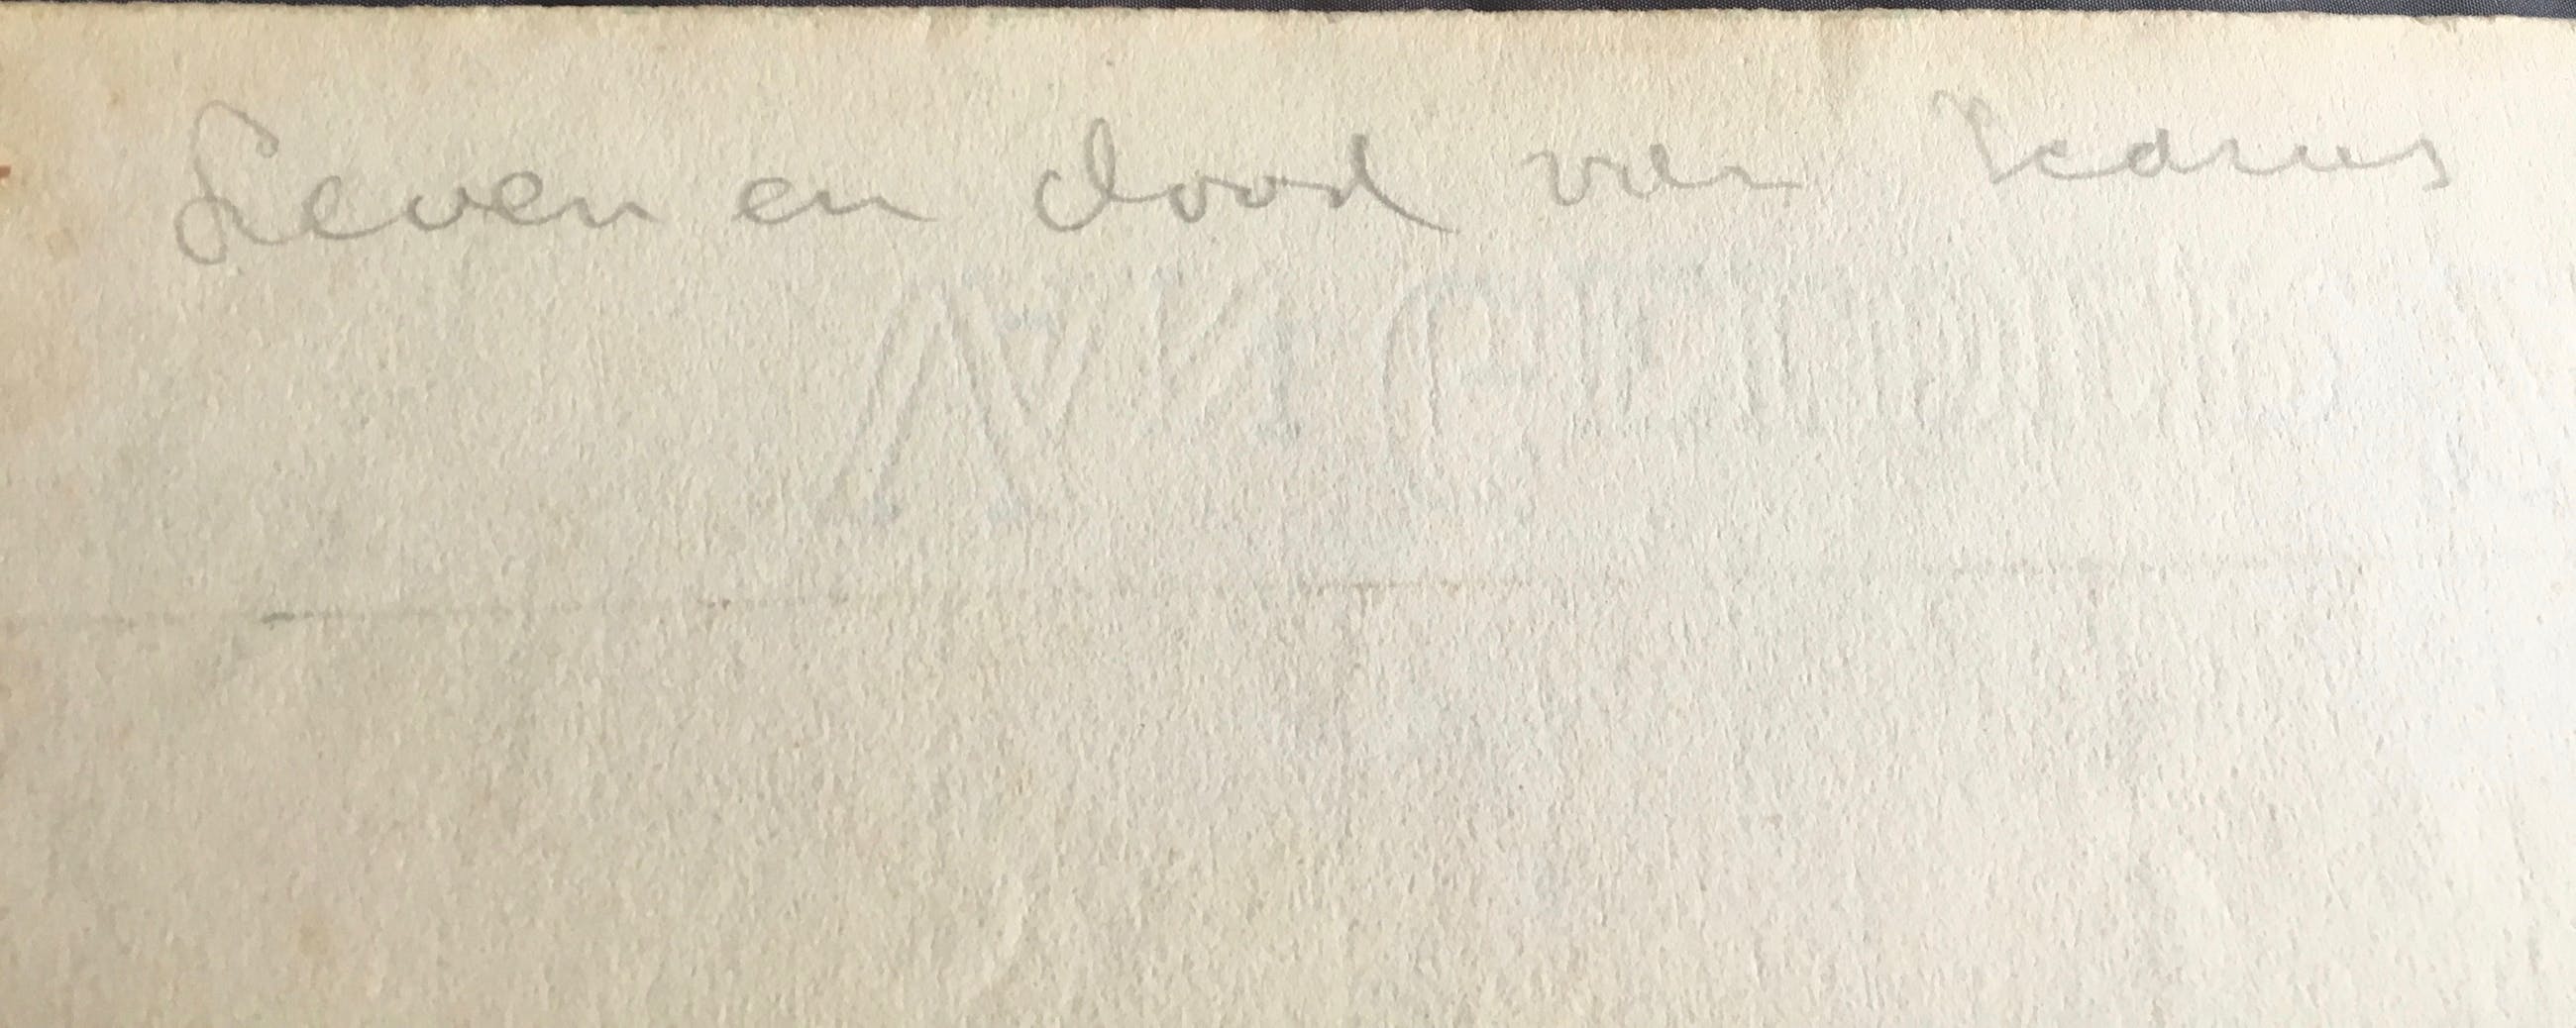 Leven en dood van Icarus